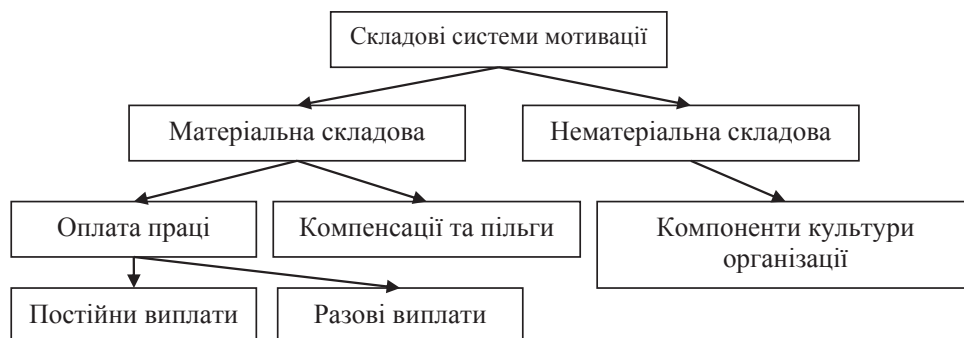 Складові системи мотивації
Матеріальна складова
Нематеріальна складова
Оплата праці
Компенсації та пільги
Компоненти культури
організації
Постійни виплати
Разові виплати